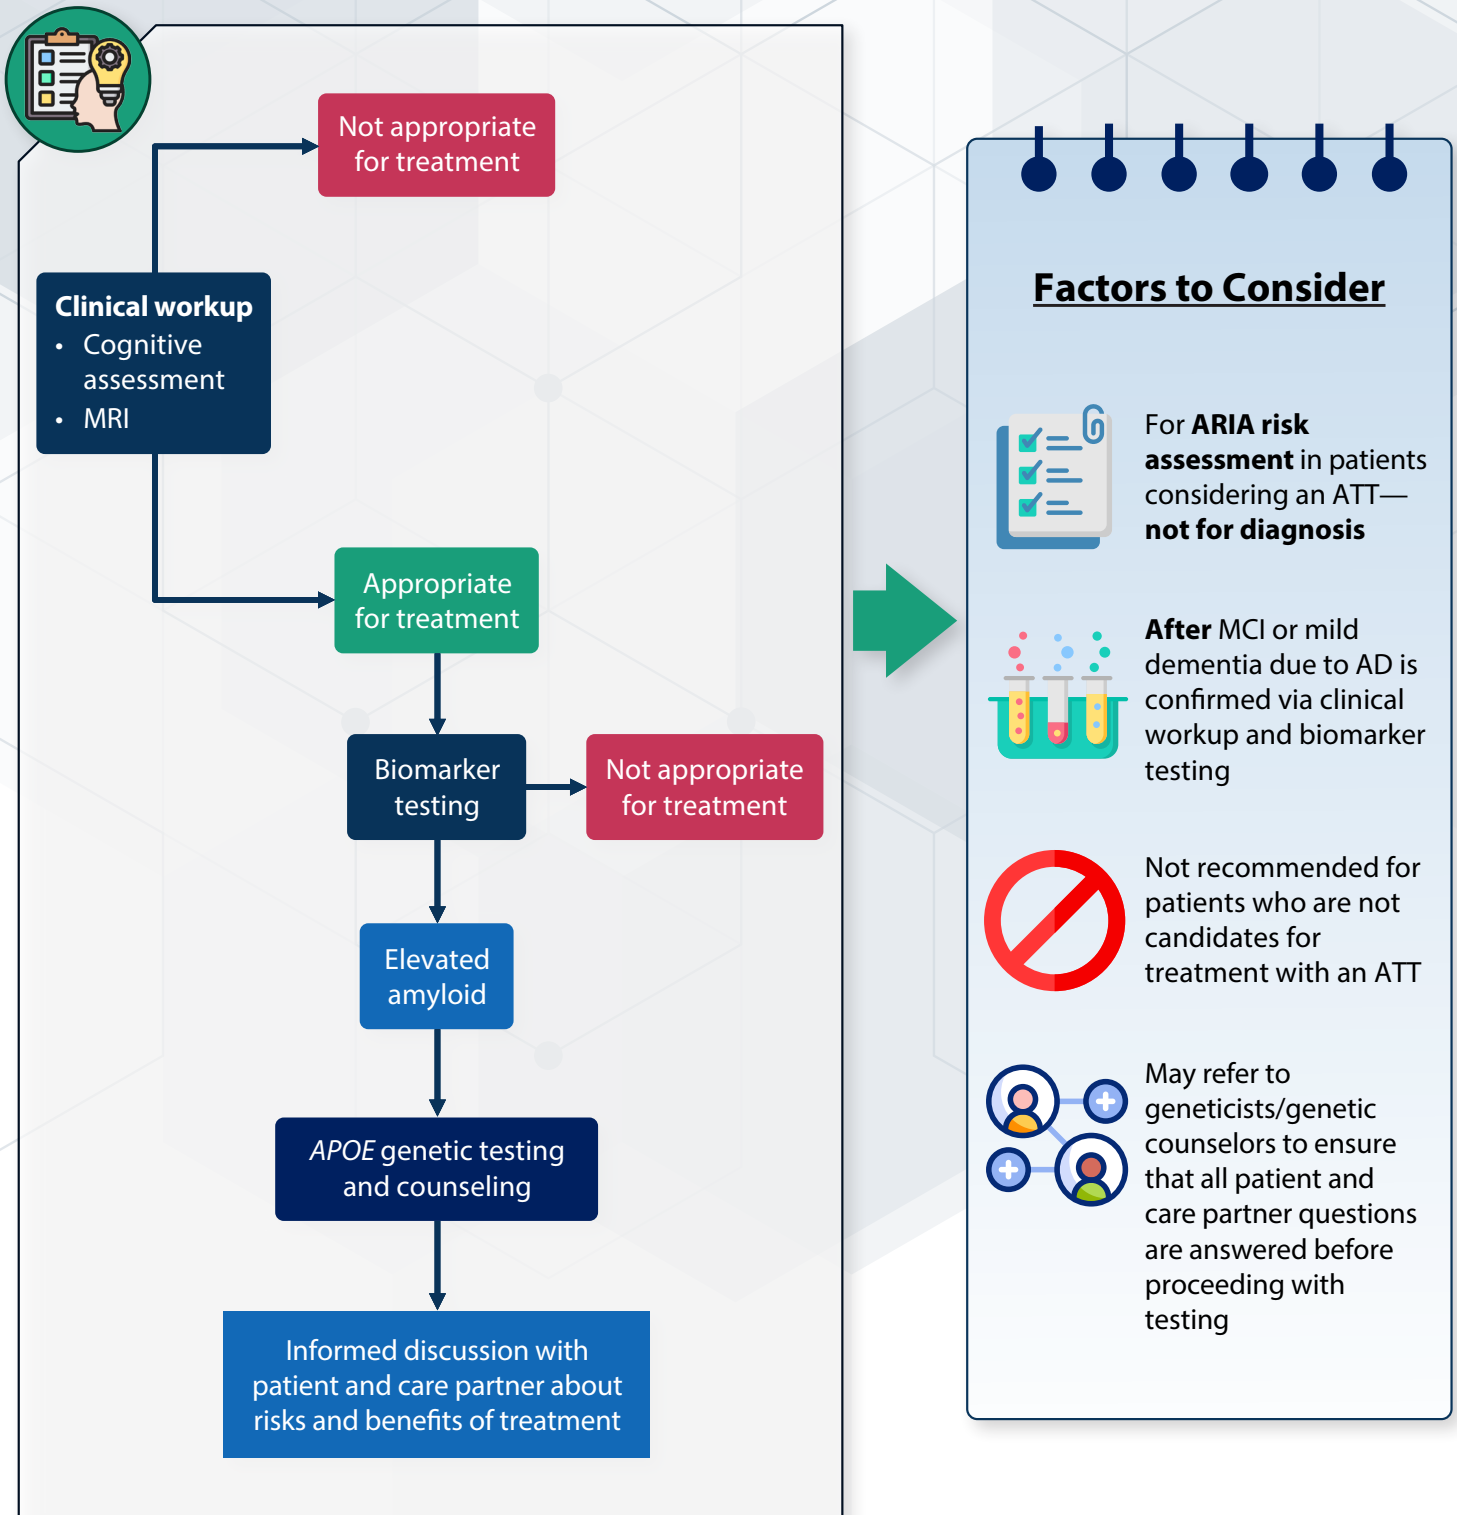 Not appropriate
for treatment
Clinical workup
• Cognitive
assessment
• MRI
Appropriate
for treatment
Biomarker
testing
Not appropriate
for treatment
Elevated
amyloid
APOE genetic testing
and counseling
Informed discussion with
patient and care partner about
risks and benefits of treatment
Factors to Consider
For ARIA risk
assessment in patients
considering an ATT—
not for diagnosis
After MCI or mild
dementia due to AD is
confirmed via clinical
workup and biomarker
testing
Not recommended for
patients who are not
candidates for
treatment with an ATT
May refer to
geneticists/genetic
counselors to ensure
that all patient and
care partner questions
are answered before
proceeding with
testing